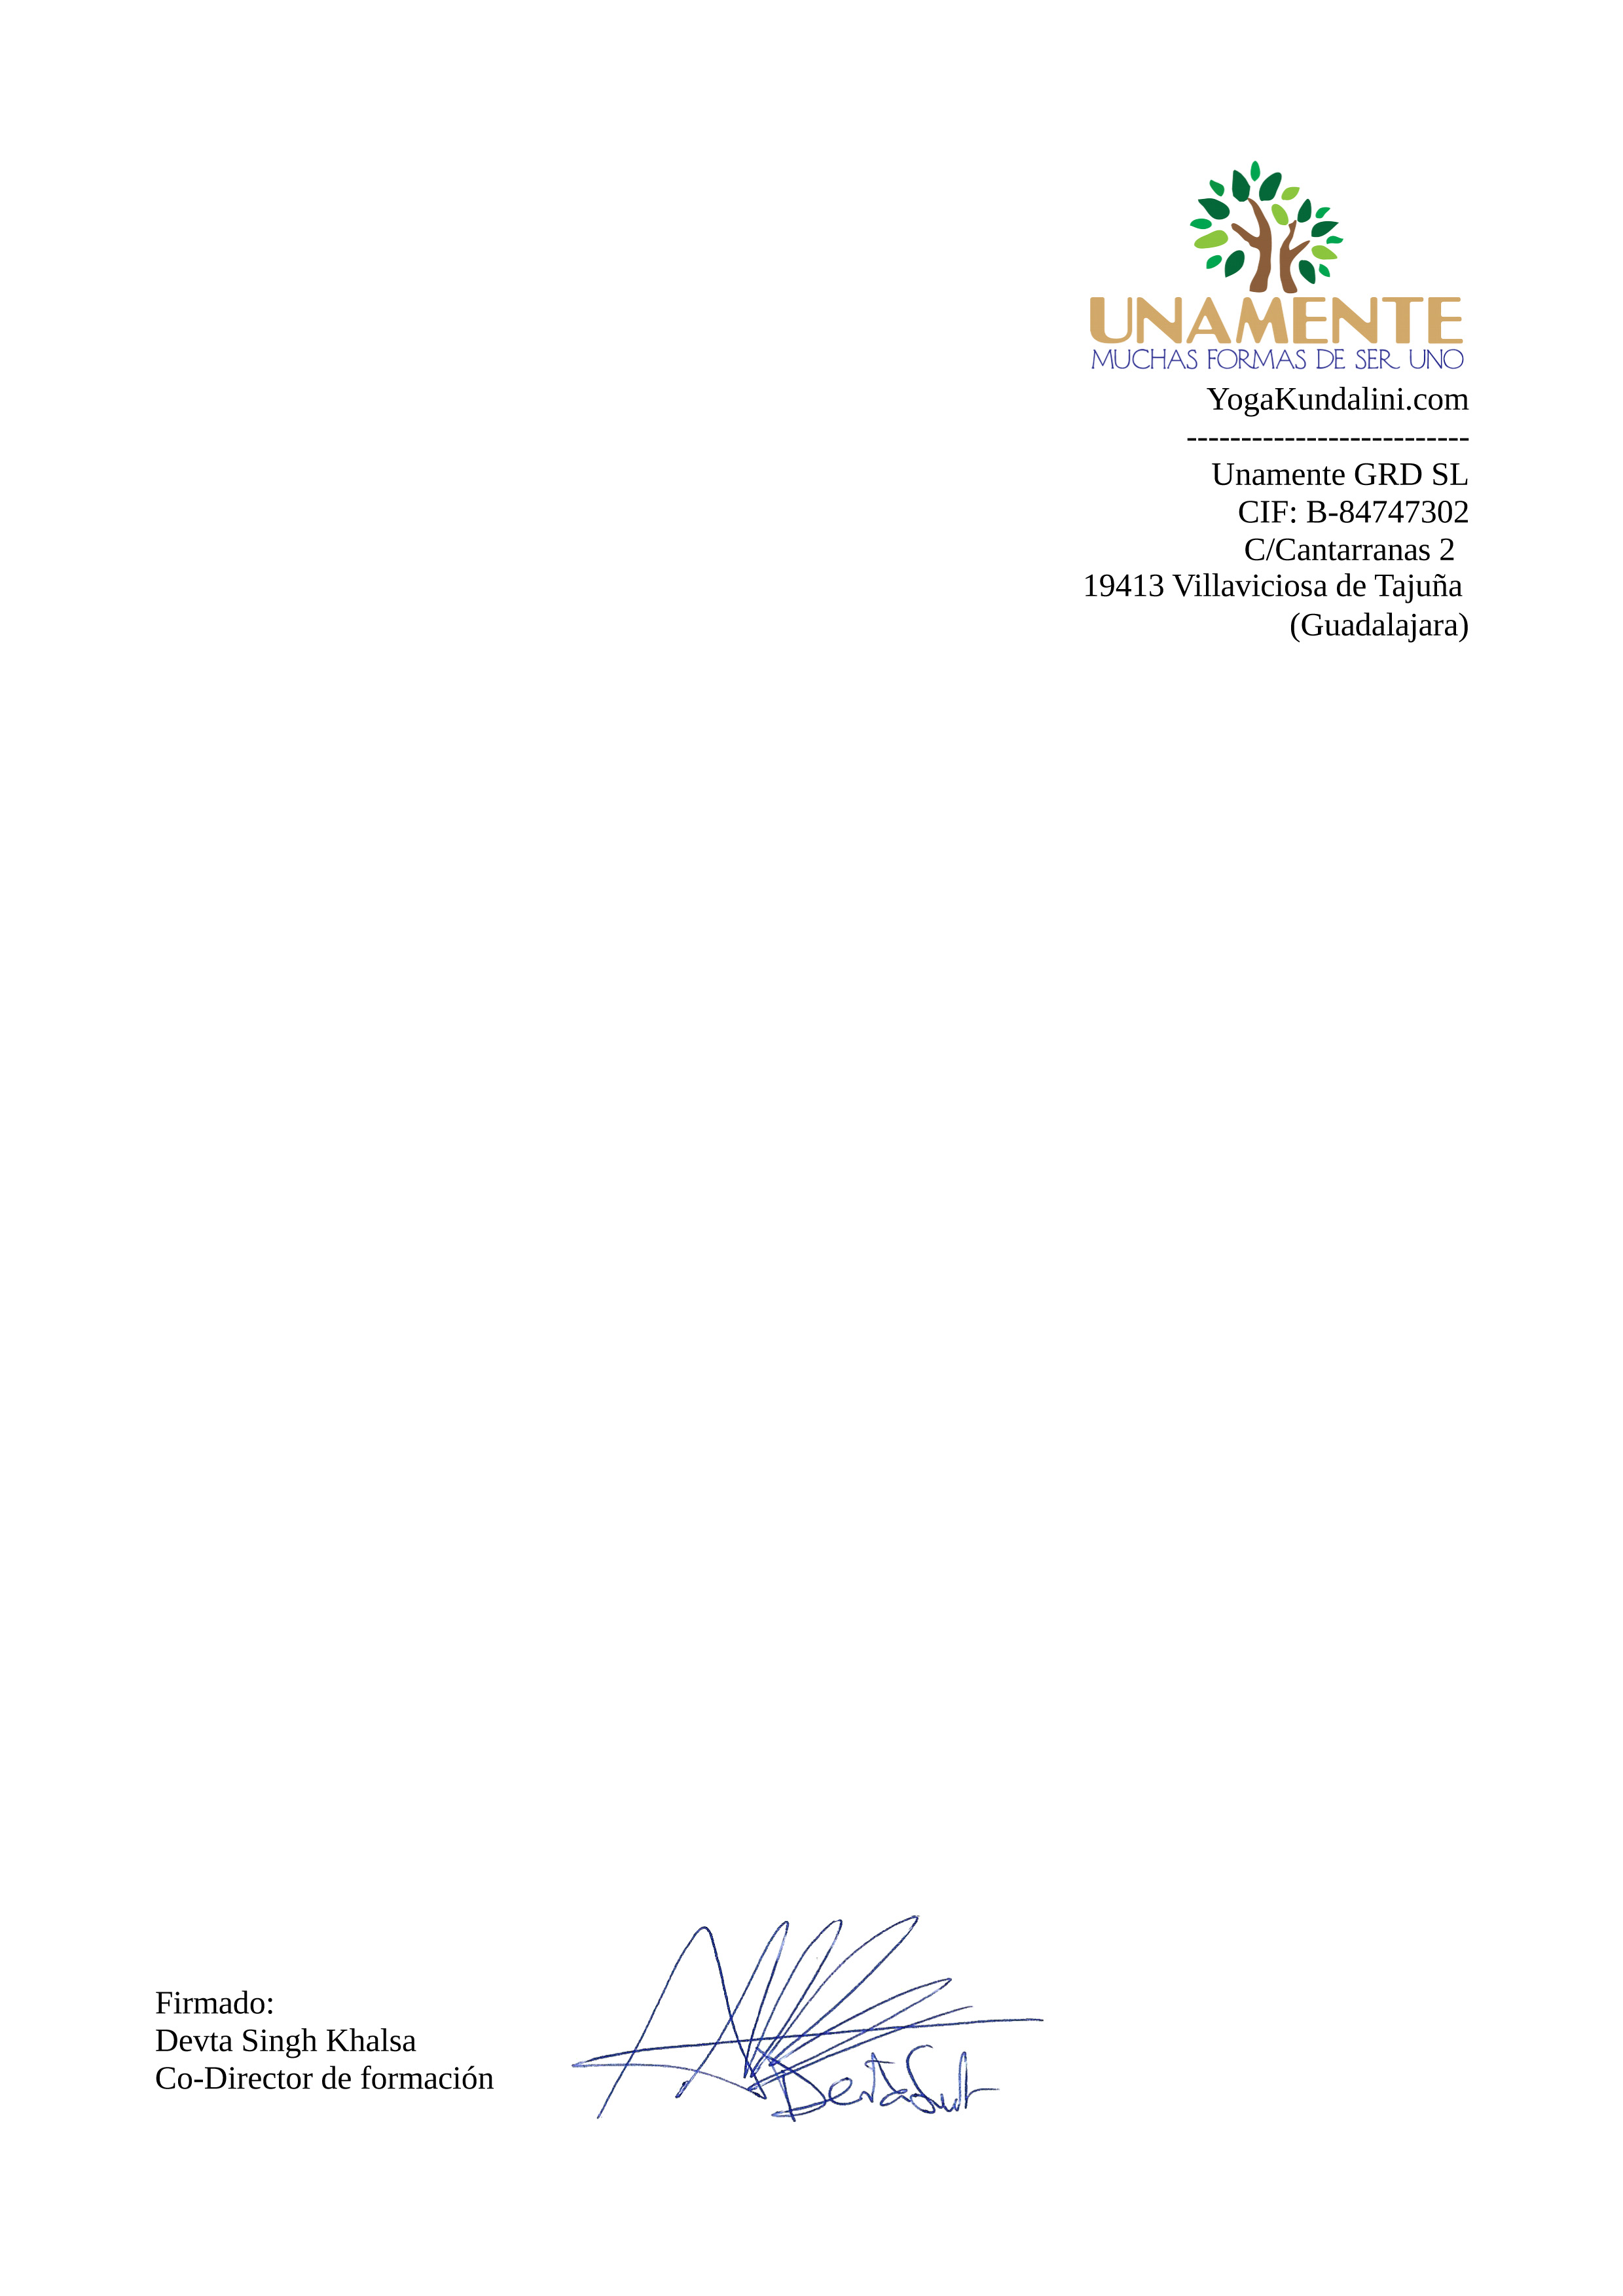 UNAMENTE
MUCHAS FORMAS DE SER UNO
YogaKundalini.com
--------------------------
Unamente GRD SL
CIF: B-84747302
C/Cantarranas 2
19413 Villaviciosa de Tajuña
(Guadalajara)
Firmado:
Devta Singh Khalsa
Co-Director de formación